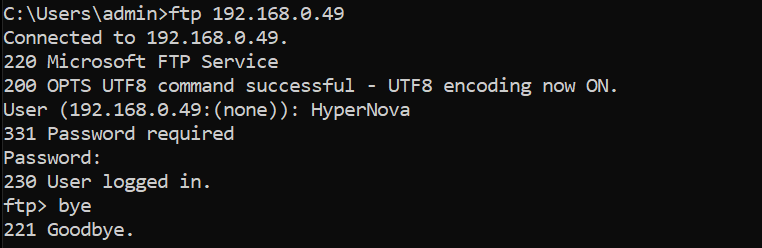 C:\Users\admin>ftp 192.168.0.49
Connected to 192.168.0.49.
220 Microsoft FTP Service
200 OPTS UTF8 command successful - UTF8 encoding now ON.
User (192.168.0.49:(none)): HyperNova
331 Password required
Password:
230 User logged in.
ftp> bye
221 Goodbye.